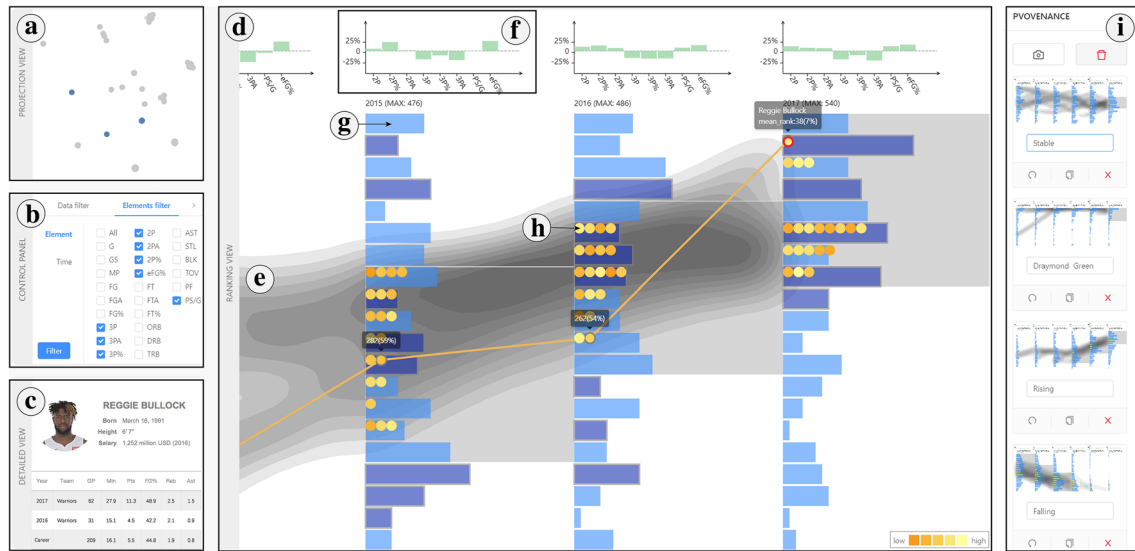 a
PROJECTION VIEW
b
CONTROL PANEL
Data filter Elements filter >
Element
Time
All 2P AST
G 2PA STL
GS 2P% BLK
MP eFG% TOV
FG FT PF
FGA FTA PS/G
FG% FT%
3P ORB
3PA DRB
3P% TRB
Filter
c
DETAILED VIEW
REGGIE BULLOCK
Born March 16, 1991
Height 6' 7"
Salary 1.252 million USD (2016)
Year Team GP Min Pts FG% Reb Ast
2017 Warriors 62 27.9 11.3 48.9 2.5 1.5
2016 Warriors 31 15.1 4.5 42.2 2.1 0.9
Career 209 16.1 5.5 44.8 1.9 0.8
d
RANKING VIEW
e
f
g
h
3PA PS/G eFG%
25%
0
-25%
2P 2P% 2PA 3P 3P% 3PA PS/G eFG%
25%
0
-25%
2P 2P% 2PA 3P 3P% 3PA PS/G eFG%
25%
0
-25%
2P 2P% 2PA 3P 3P% 3PA PS/G eFG%
2015 (MAX: 476)
2016 (MAX: 486)
2017 (MAX: 540)
Reggie Bullock
mean_rank:38(7%)
262(54%)
282(59%)
low high
i
PVOVENANCE
Stable
Draymond Green
Rising
Falling